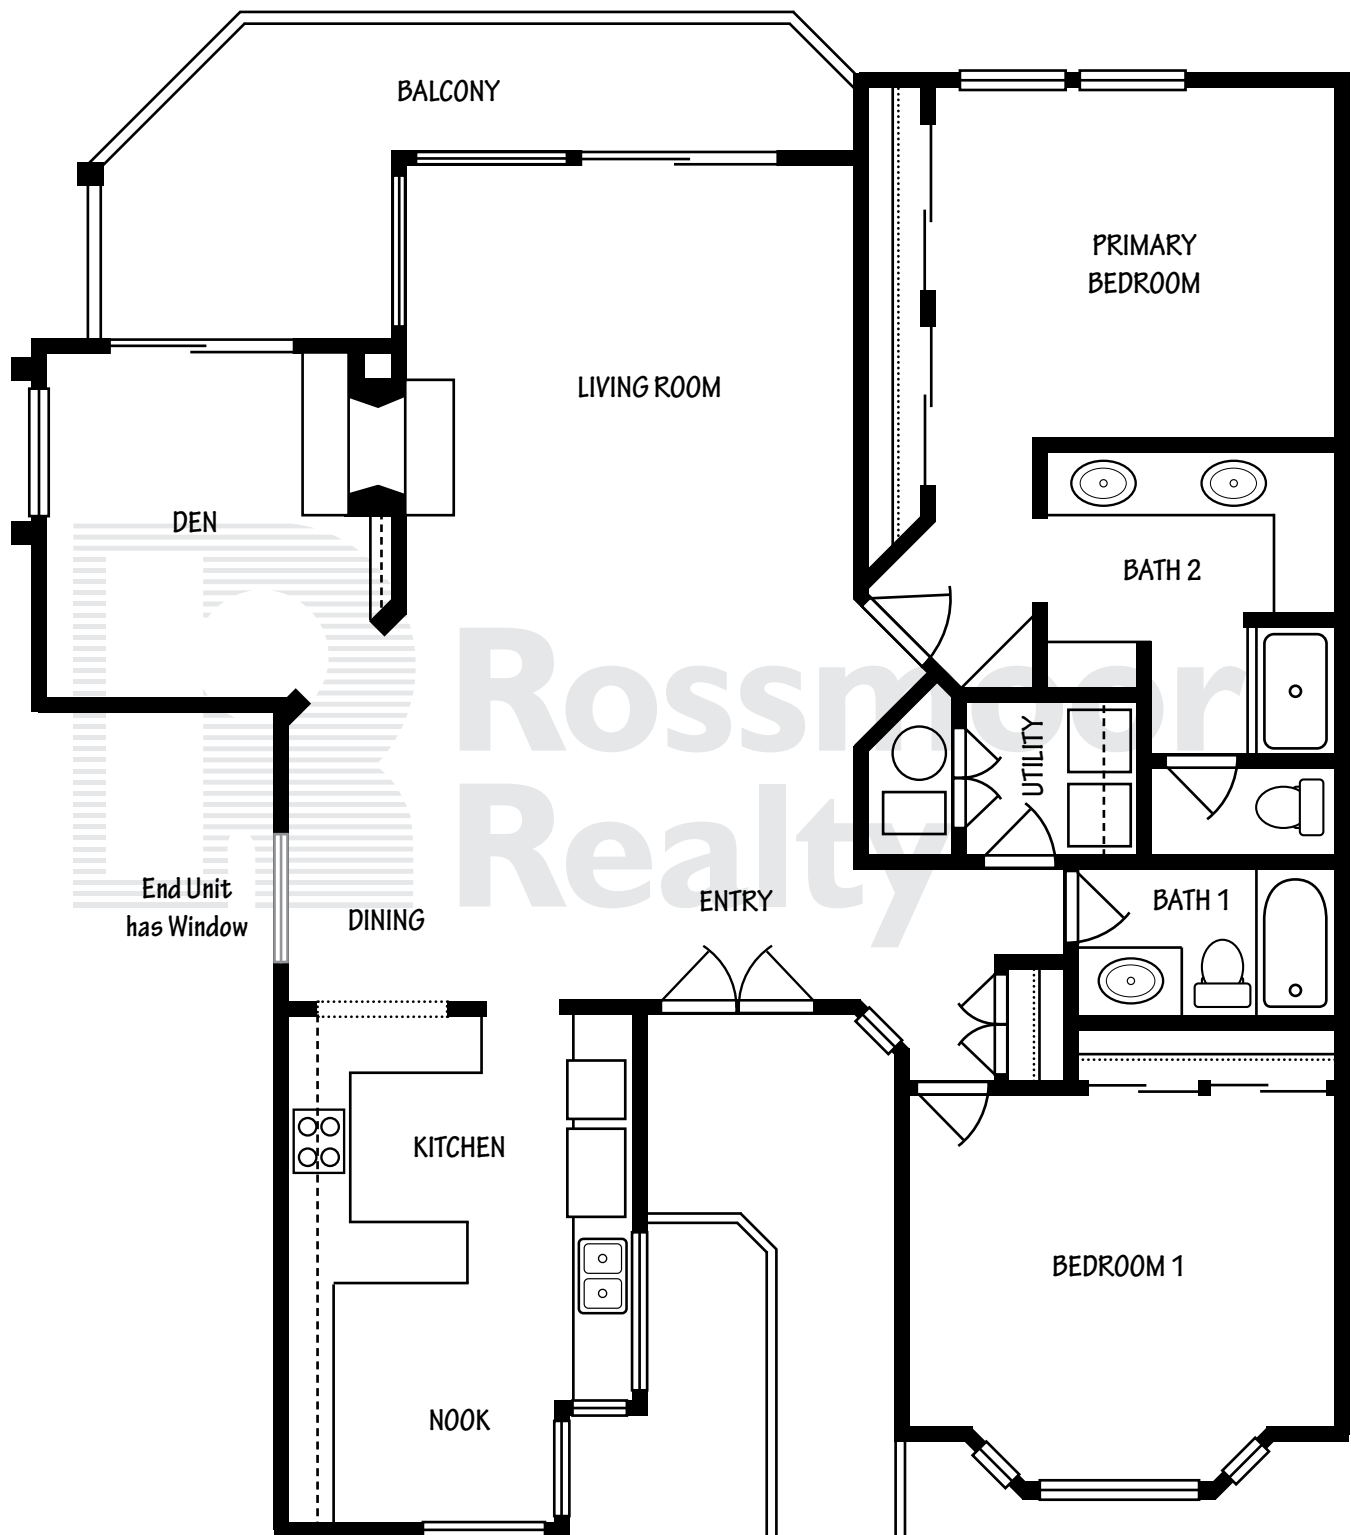 BALCONY
PRIMARY
BEDROOM
LIVING ROOM
DEN
BATH 2
Rossmoor
Realty
UTILITY
End Unit
has Window
DINING
ENTRY
BATH 1
KITCHEN
BEDROOM 1
NOOK